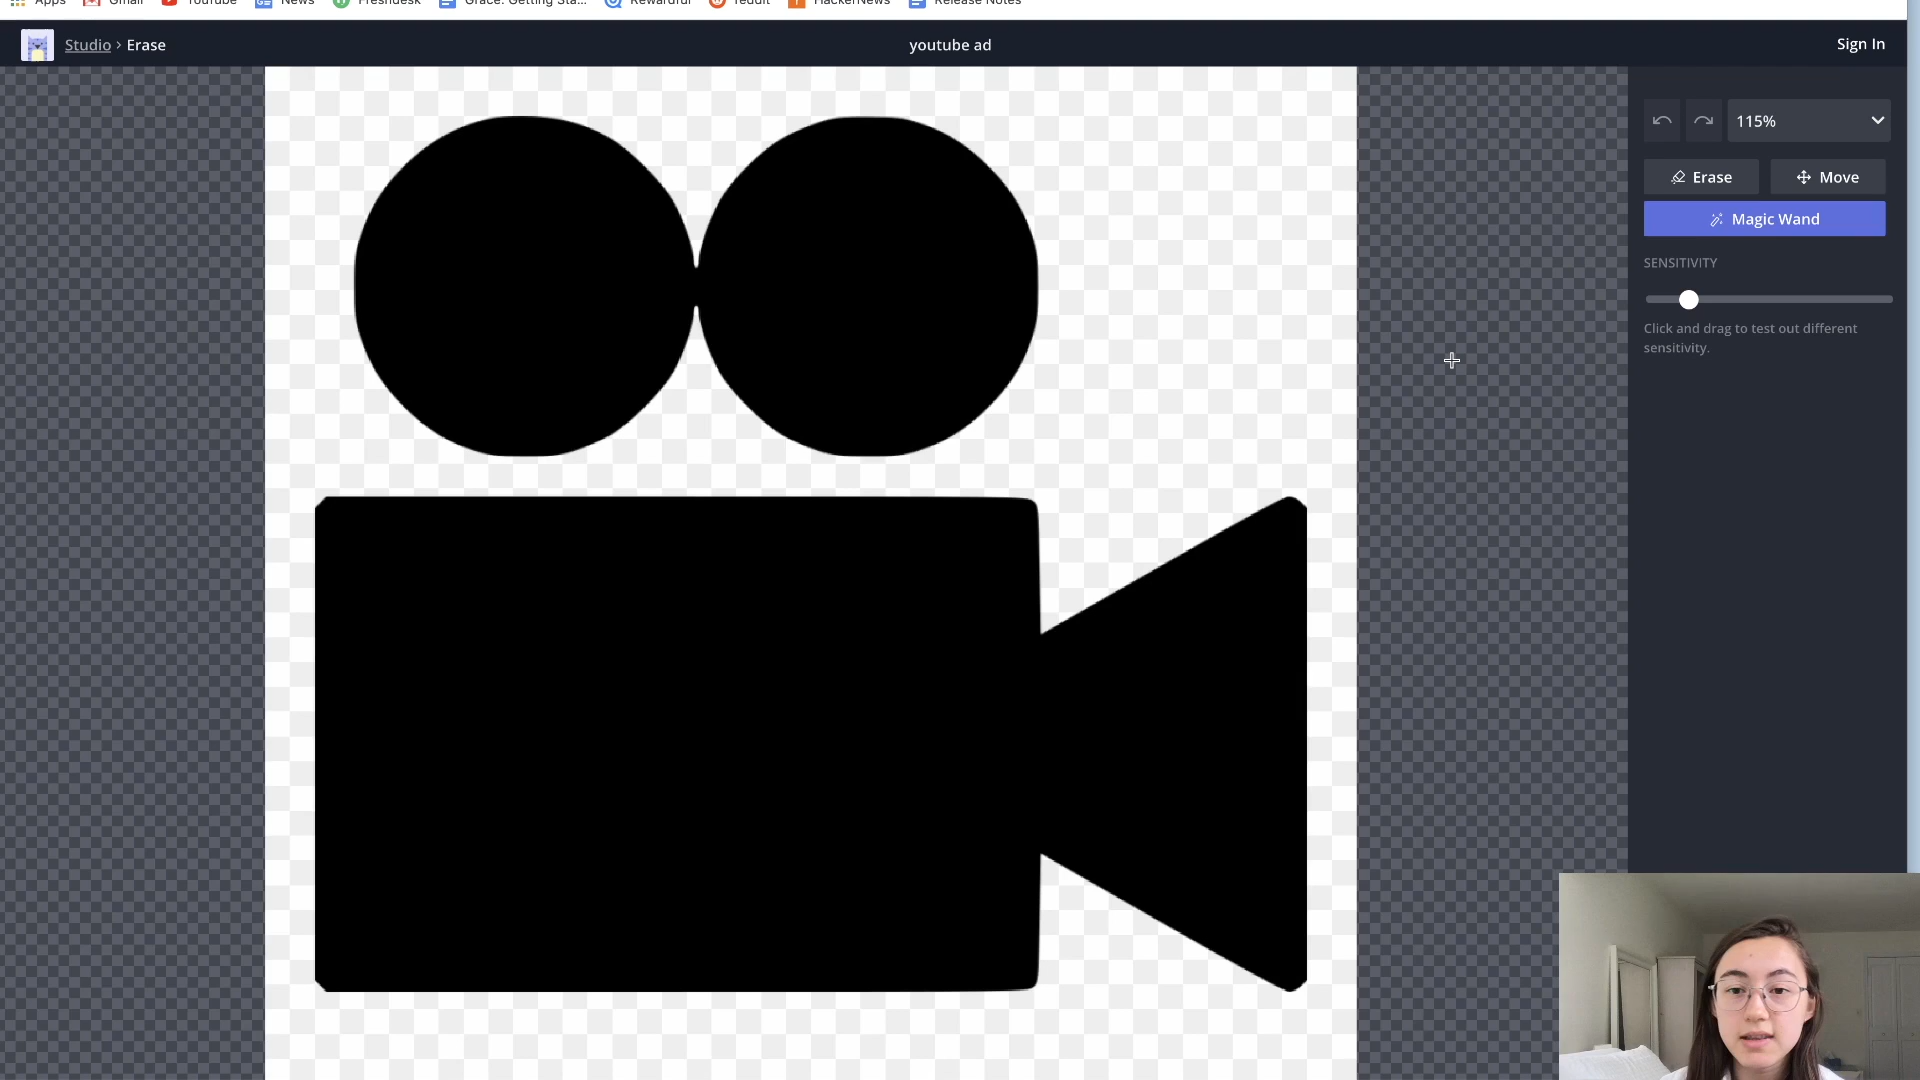 Apps Gmail YouTube News Freshdesk Grace: Getting Sta... Rewardful reddit HackerNews Release Notes
Studio › Erase youtube ad Sign In
115%
Erase Move
Magic Wand
SENSITIVITY
Click and drag to test out different
sensitivity.